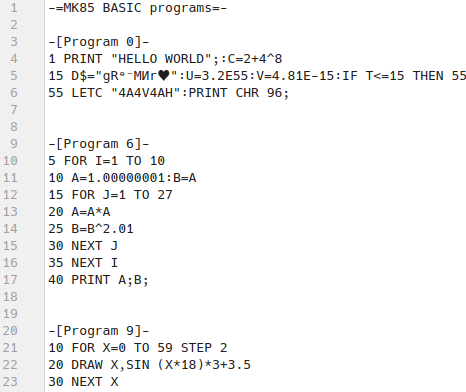 1 -=MK85 BASIC programs=-
2
3 -[Program 0]-
4 1 PRINT "HELLO WORLD";:C=2+4^8
5 15 D$="gRᵉ⁻МИг♥":U=3.2E55:V=4.81E-15:IF T<=15 THEN 55
6 55 LETC "4A4V4AH":PRINT CHR 96;
7
8
9 -[Program 6]-
10 5 FOR I=1 TO 10
11 10 A=1.00000001:B=A
12 15 FOR J=1 TO 27
13 20 A=A*A
14 25 B=B^2.01
15 30 NEXT J
16 35 NEXT I
17 40 PRINT A;B;
18
19
20 -[Program 9]-
21 10 FOR X=0 TO 59 STEP 2
22 20 DRAW X,SIN (X*18)*3+3.5
23 30 NEXT X